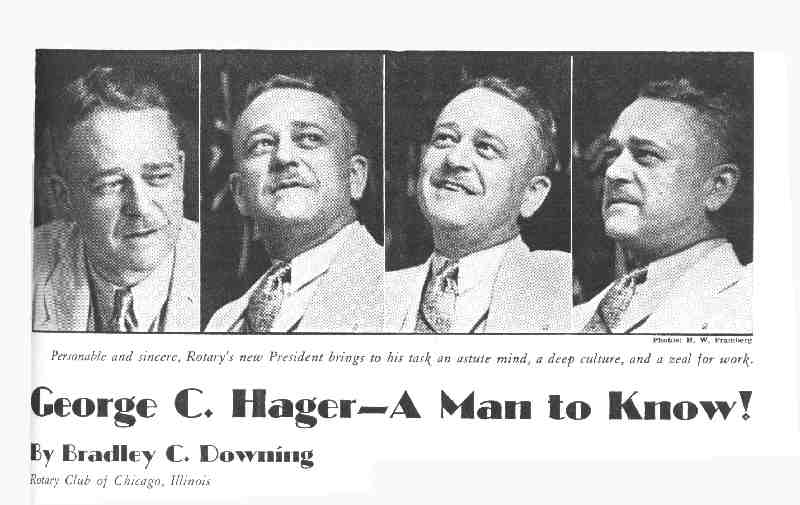 Photos: H. W. Framberg
Personable and sincere, Rotary's new President brings to his task an astute mind, a deep culture, and a zeal for work.
George C. Hager—A Man to Know!
By Bradley C. Downing
Rotary Club of Chicago, Illinois